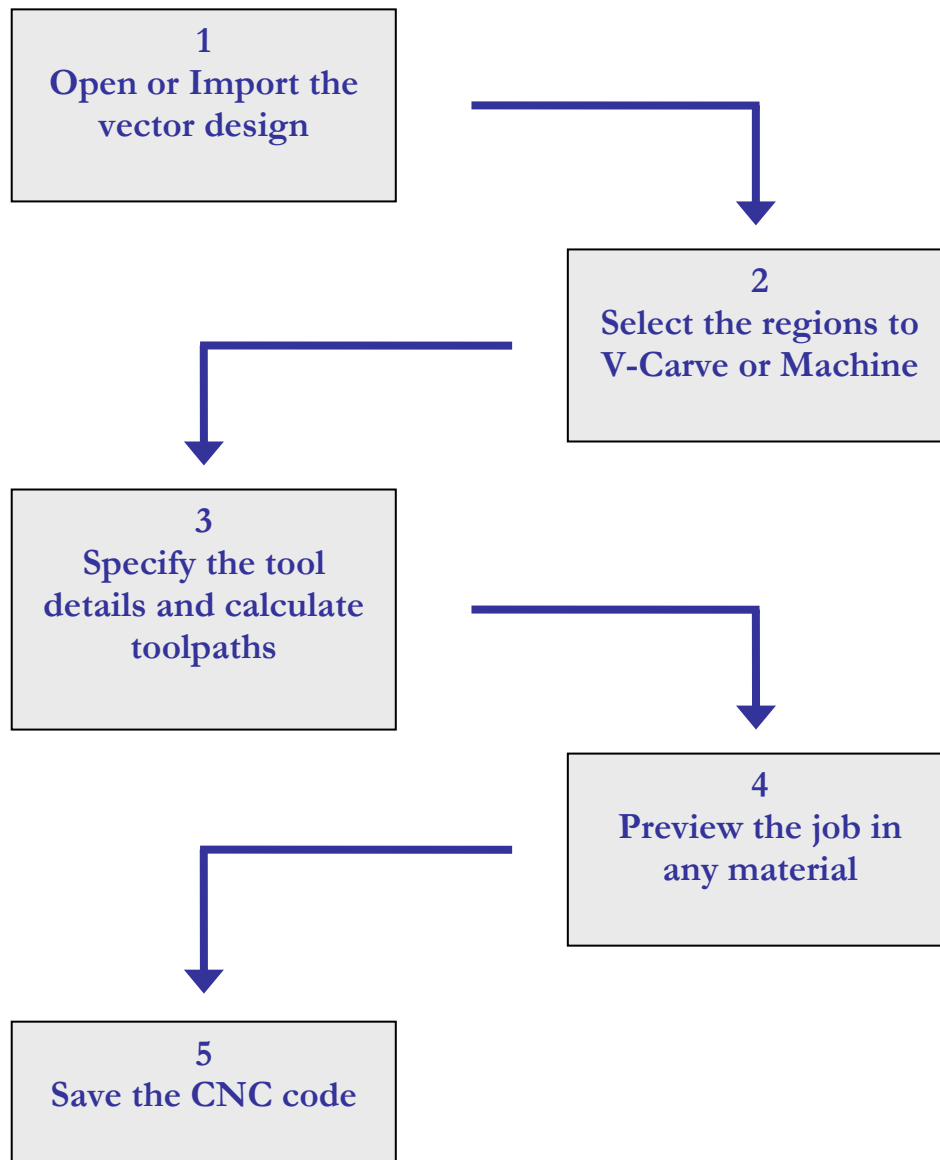 1
Open or Import the
vector design
2
Select the regions to
V-Carve or Machine
3
Specify the tool
details and calculate
toolpaths
4
Preview the job in
any material
5
Save the CNC code